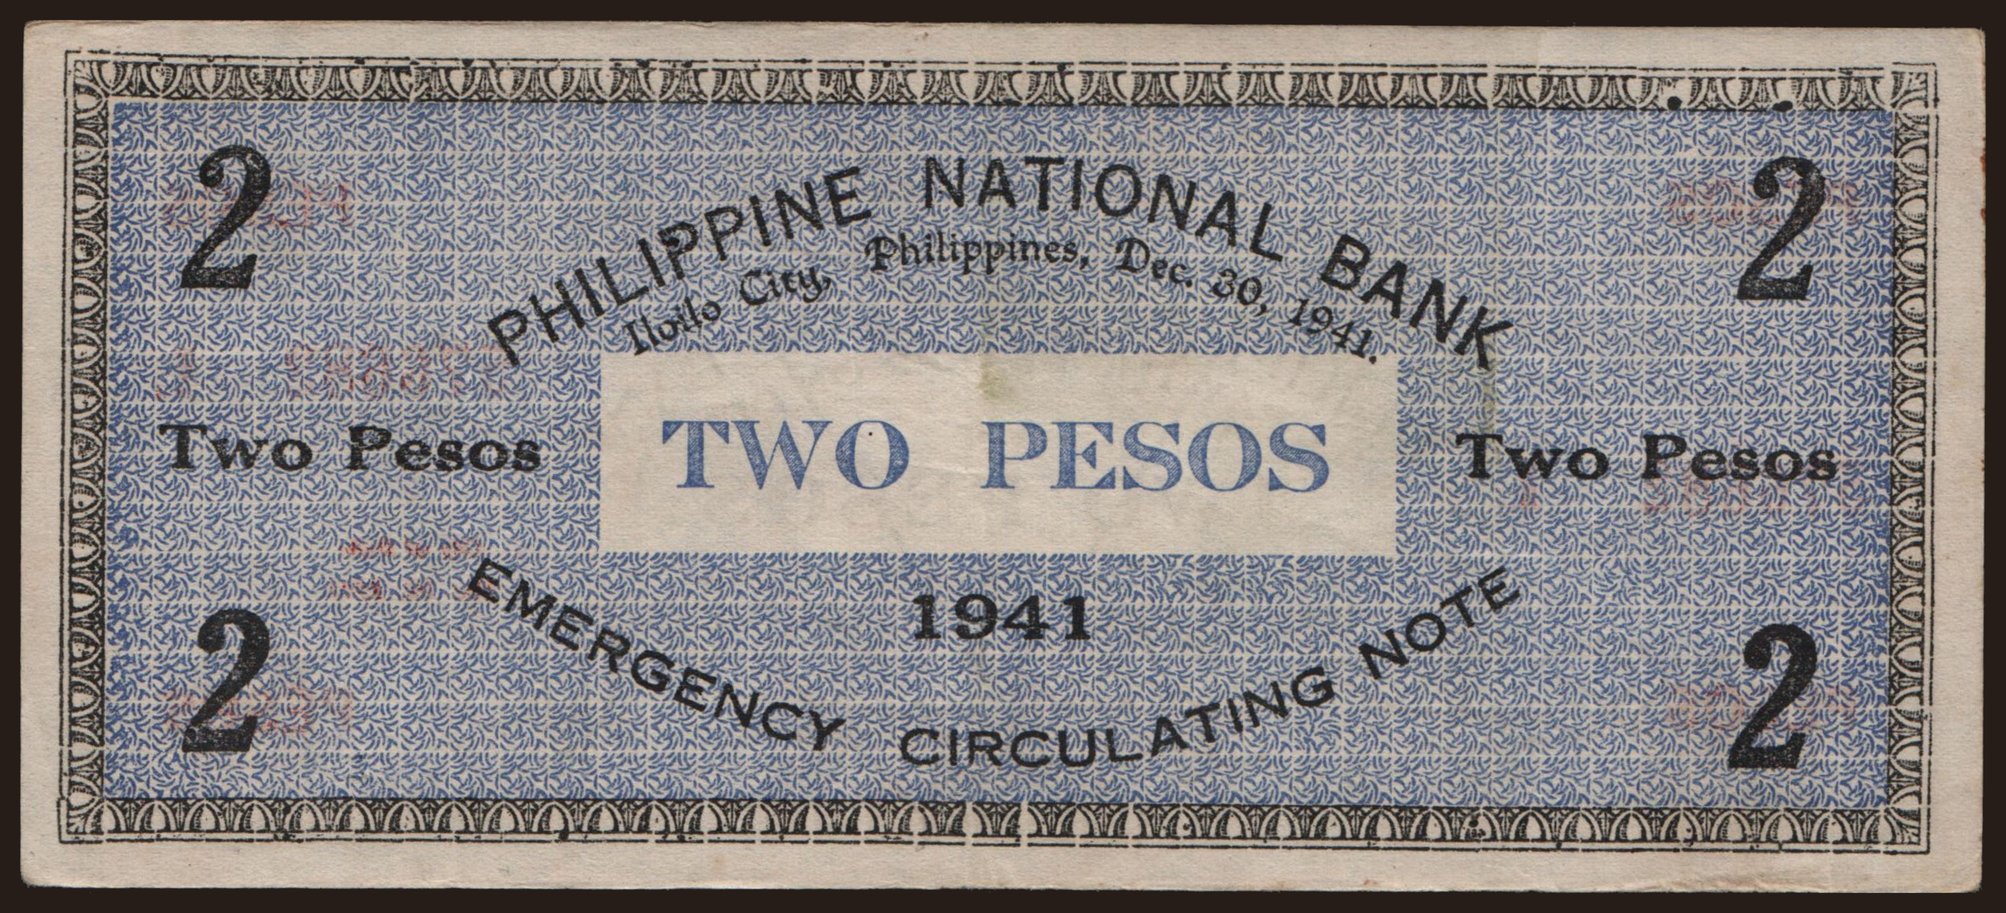 2
2
PHILIPPINE NATIONAL BANK
Iloilo City, Philippines, Dec. 30, 1941.
Two Pesos
TWO PESOS
Two Pesos
1941
EMERGENCY CIRCULATING NOTE
2
2